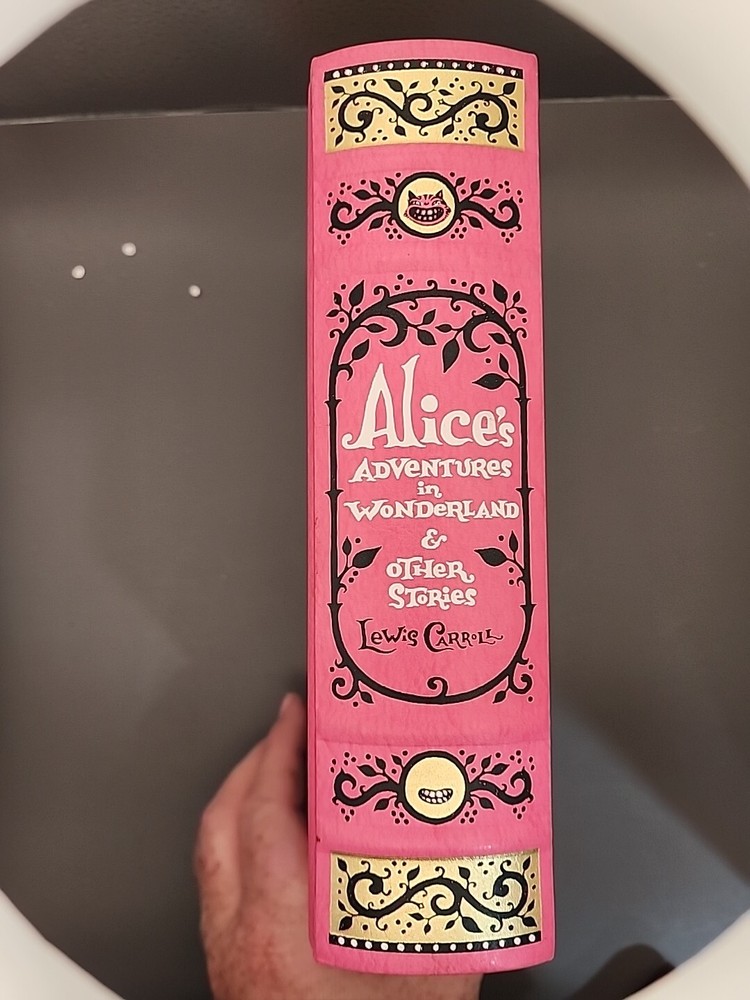 Alice's
ADVENTURES
in
WONDERLAND
&
OTHER
STORIES
LEWIS CARROLL